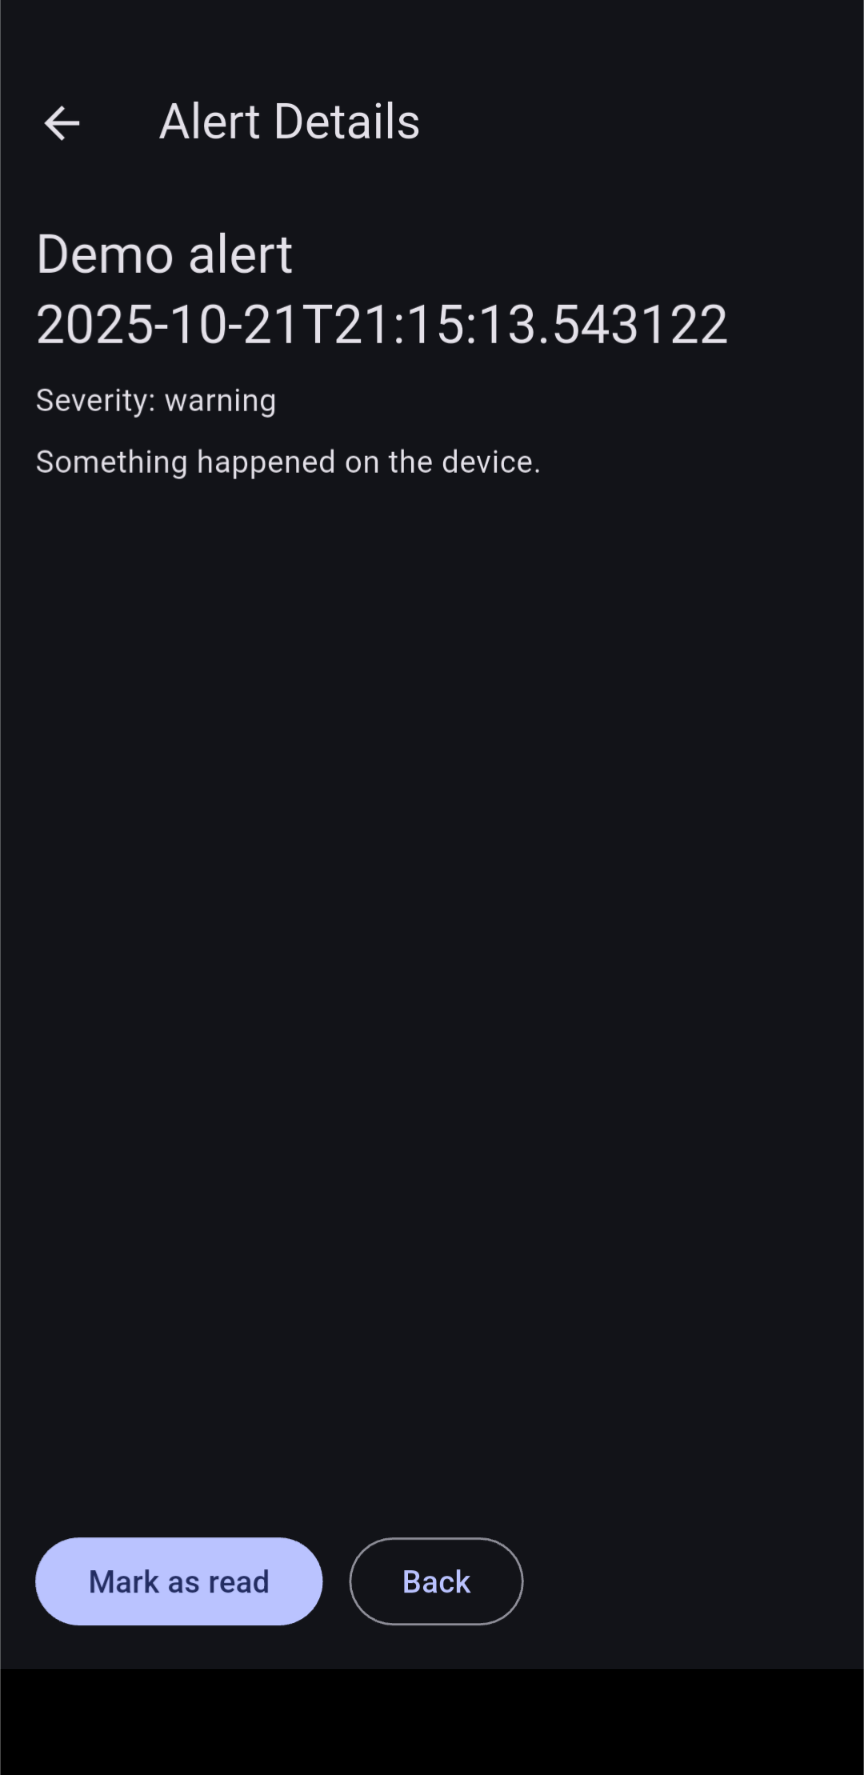 Alert Details
Demo alert
2025-10-21T21:15:13.543122
Severity: warning
Something happened on the device.
Mark as read
Back